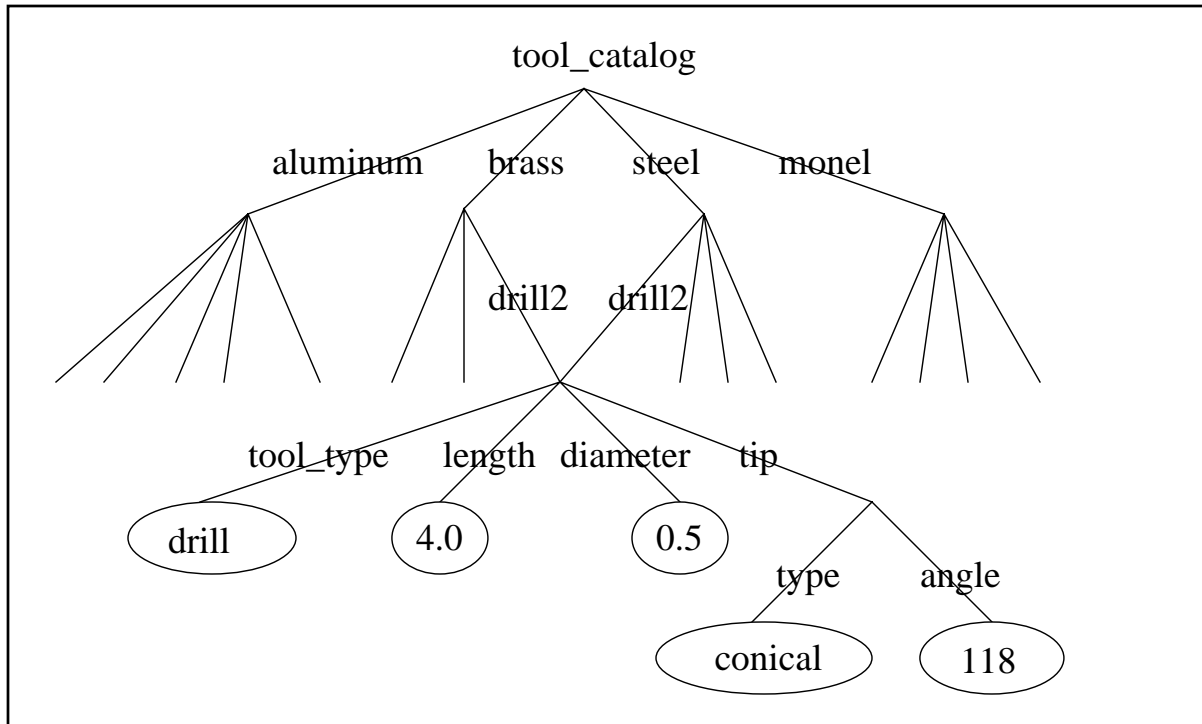 tool_catalog
aluminum brass steel monel
drill2 drill2
tool_type length diameter tip
drill 4.0 0.5
type angle
conical 118